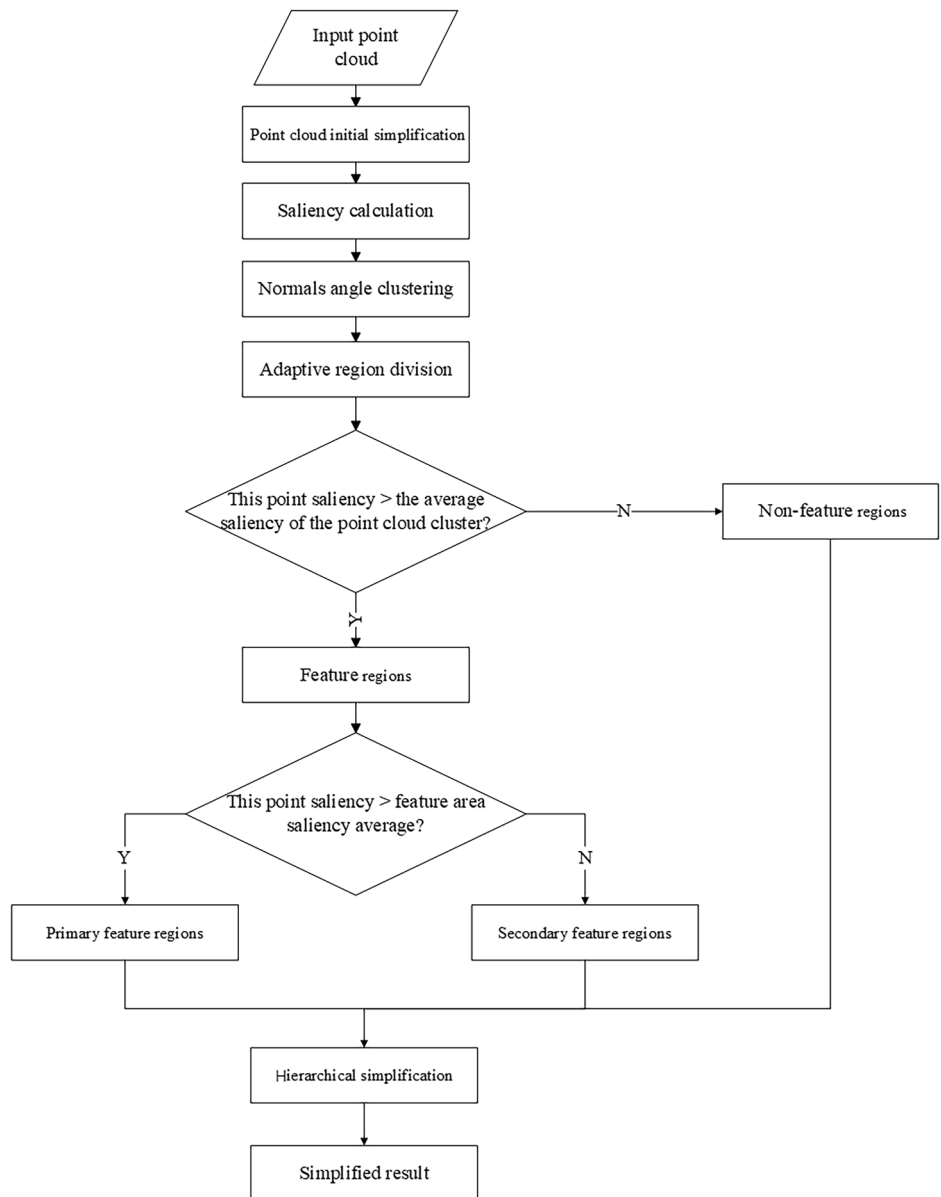 Input point
cloud
Point cloud initial simplification
Saliency calculation
Normals angle clustering
Adaptive region division
This point saliency > the average
saliency of the point cloud cluster?
N
Non-feature regions
Y
Feature regions
This point saliency > feature area
saliency average?
Y
N
Primary feature regions
Secondary feature regions
Hierarchical simplification
Simplified result